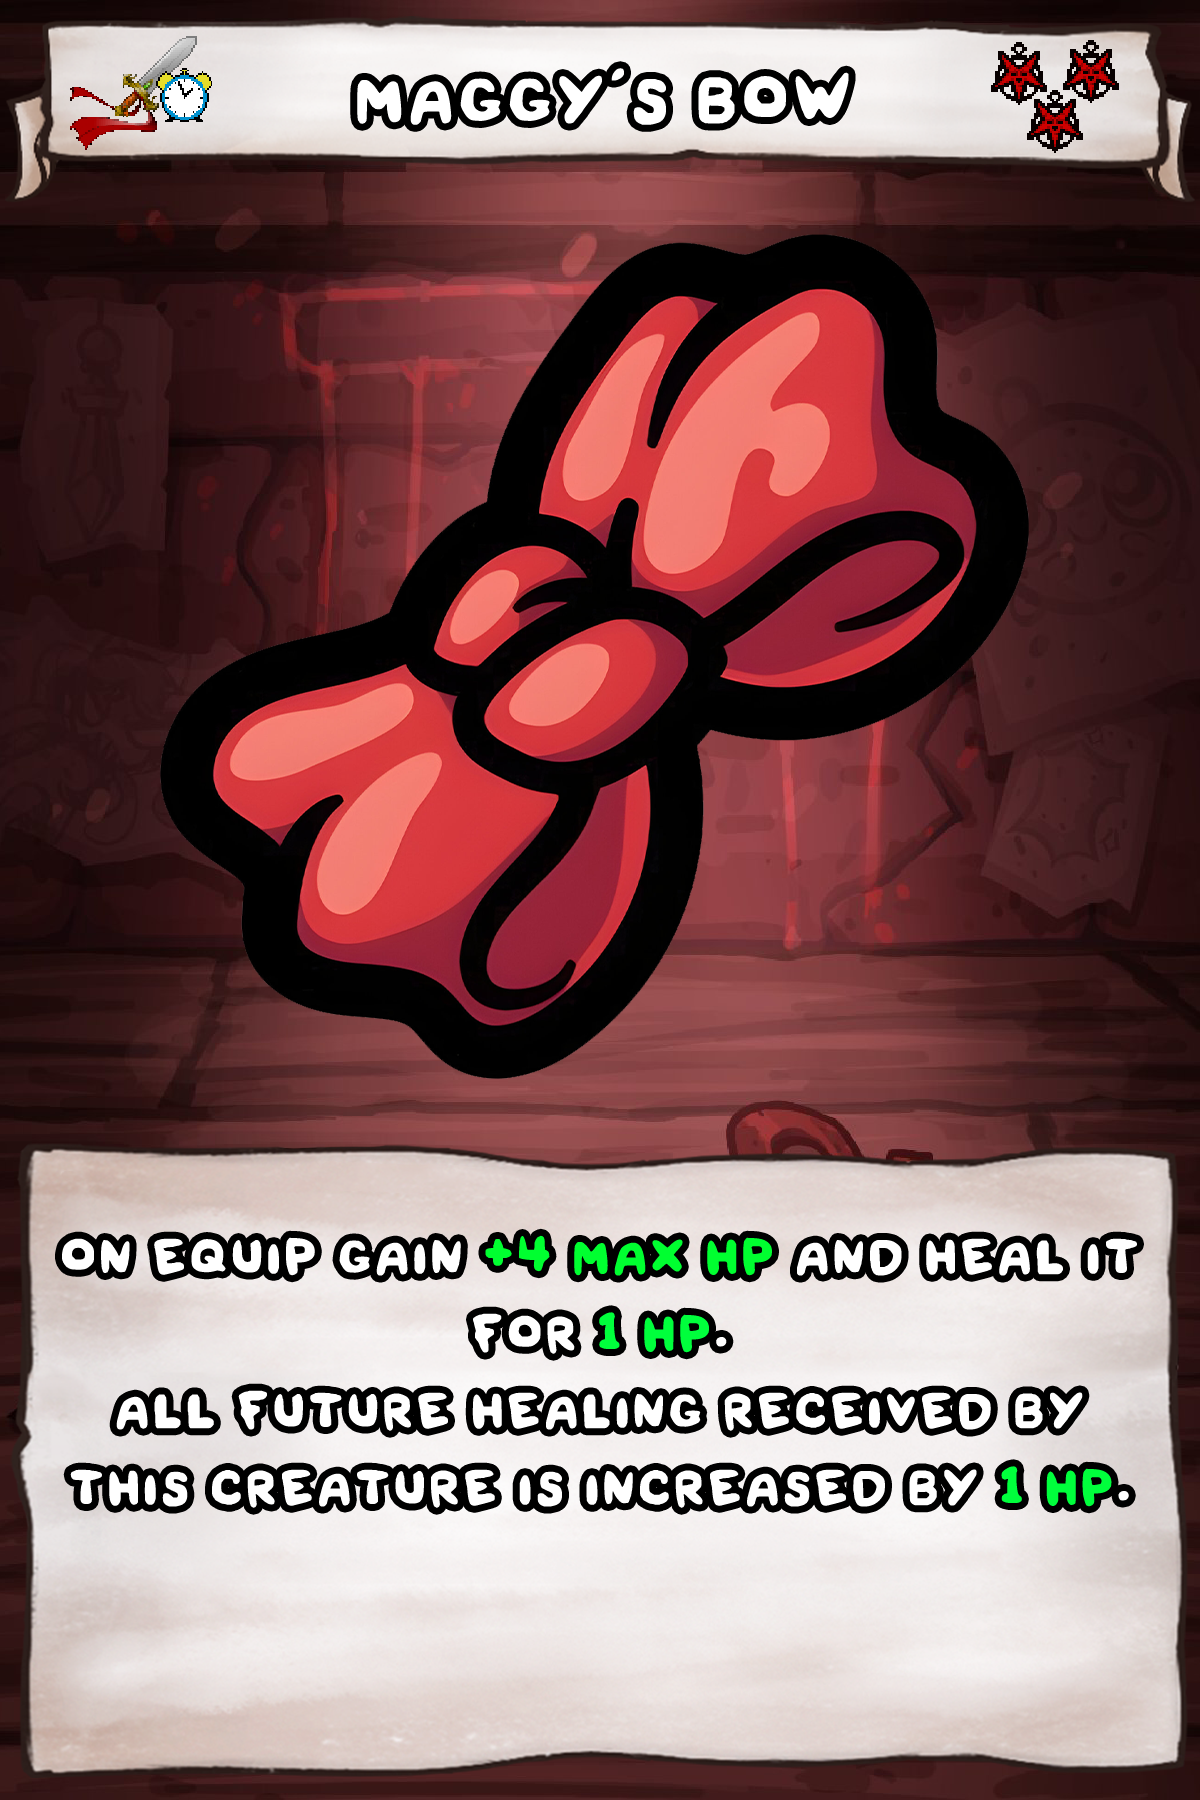 MAGGY'S BOW
ON EQUIP GAIN +4 MAX HP AND HEAL IT
FOR 1 HP.
ALL FUTURE HEALING RECEIVED BY
THIS CREATURE IS INCREASED BY 1 HP.